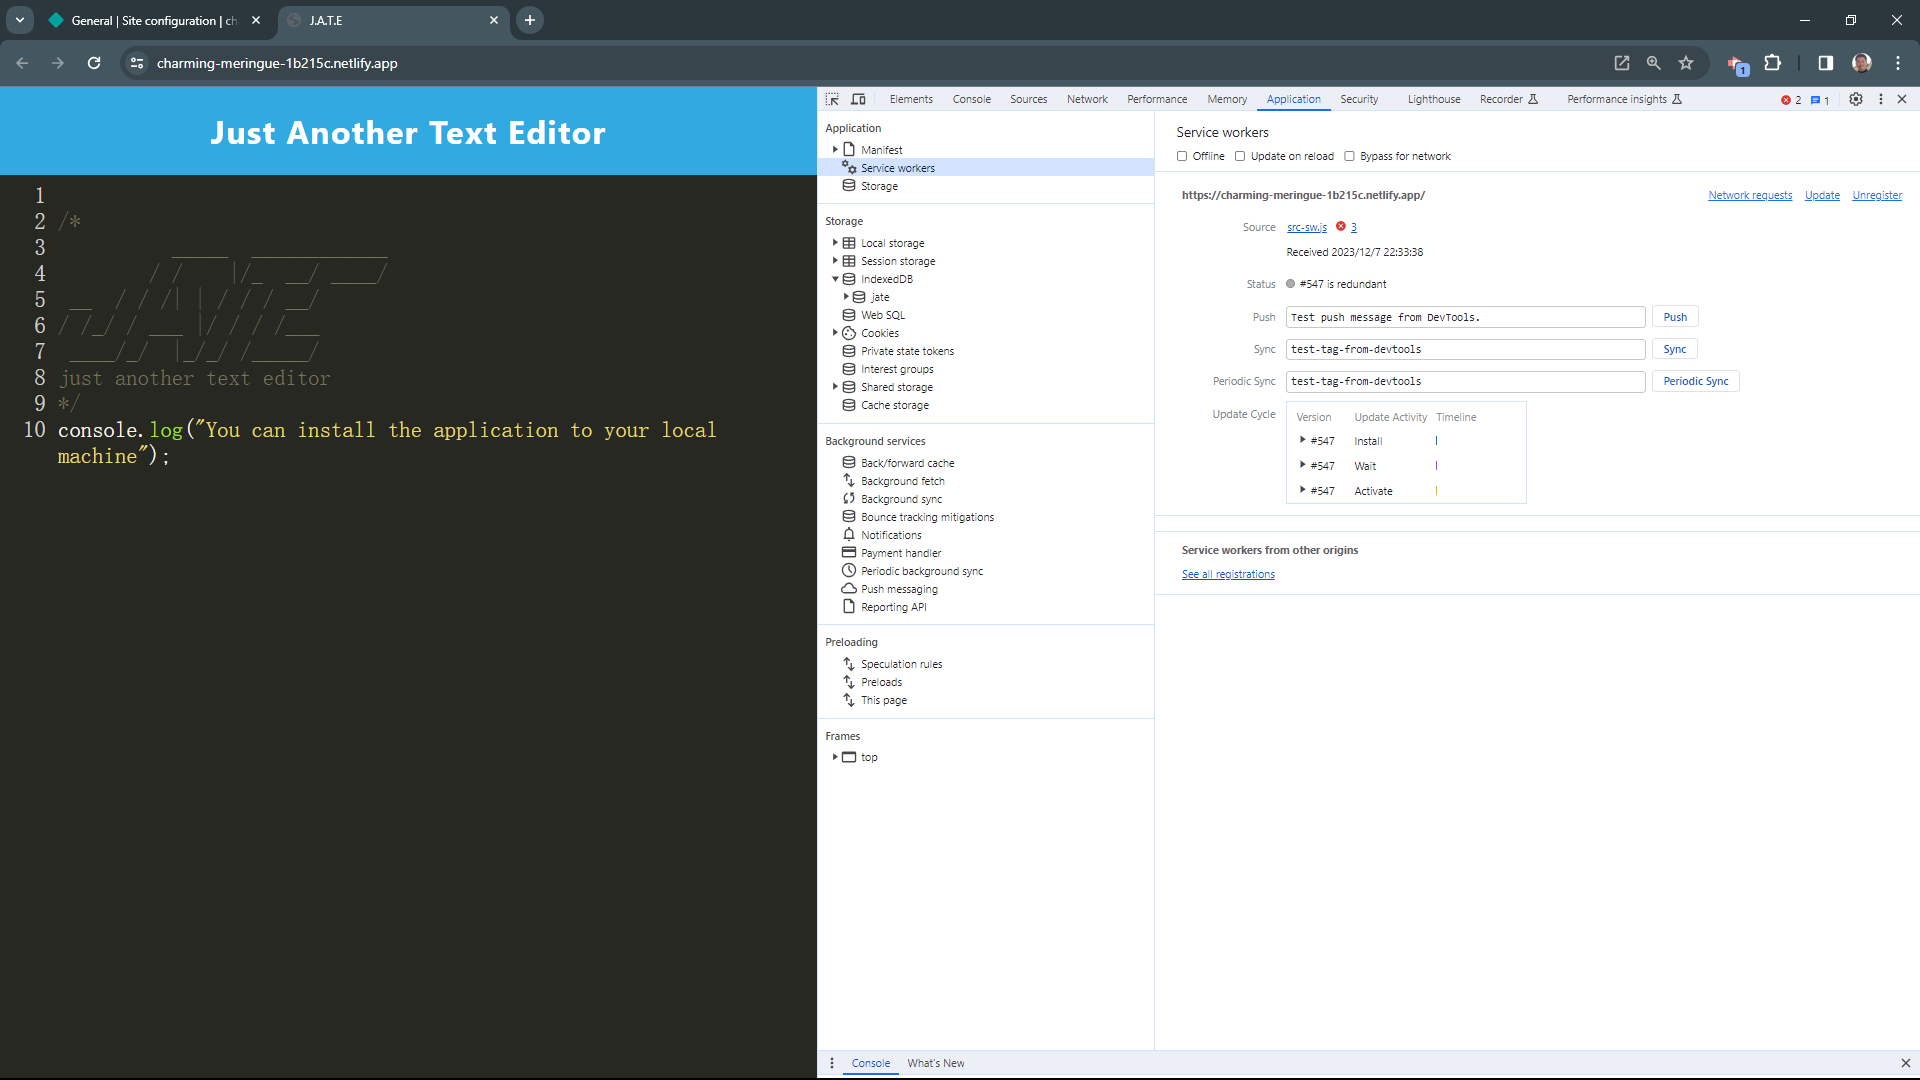 General | Site configuration | ch
J.A.T.E
charming-meringue-1b215c.netlify.app
1
Just Another Text Editor
1
2 /*
3
4
5
6
7
8 just another text editor
9 */
10 console.log("You can install the application to your local
machine");
Elements Console Sources Network Performance Memory Application Security Lighthouse Recorder Performance insights 2 1
Application
Manifest
Service workers
Storage
Storage
Local storage
Session storage
IndexedDB
jate
Web SQL
Cookies
Private state tokens
Interest groups
Shared storage
Cache storage
Background services
Back/forward cache
Background fetch
Background sync
Bounce tracking mitigations
Notifications
Payment handler
Periodic background sync
Push messaging
Reporting API
Preloading
Speculation rules
Preloads
This page
Frames
top
Service workers
Offline Update on reload Bypass for network
https://charming-meringue-1b215c.netlify.app/ Network requests Update Unregister
Source src-sw.js 3
Received 2023/12/7 22:33:38
Status #547 is redundant
Push Test push message from DevTools. Push
Sync test-tag-from-devtools Sync
Periodic Sync test-tag-from-devtools Periodic Sync
Update Cycle Version Update Activity Timeline
#547 Install
#547 Wait
#547 Activate
Service workers from other origins
See all registrations
Console What's New